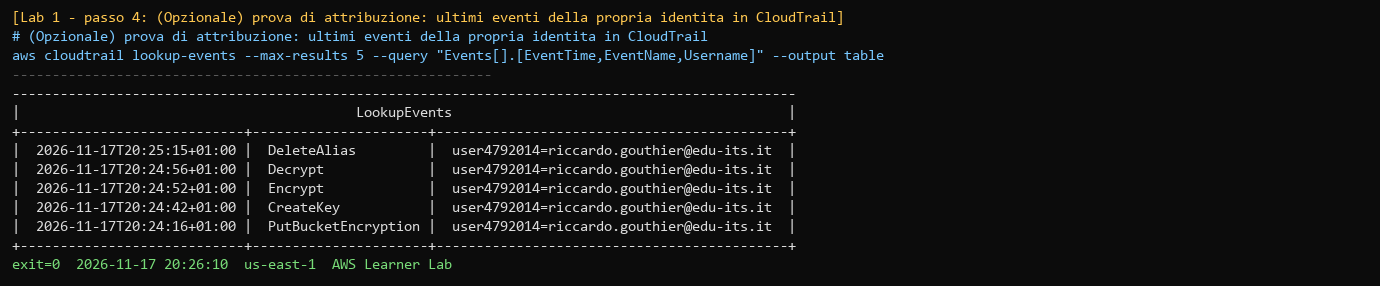 [Lab 1 - passo 4: (Opzionale) prova di attribuzione: ultimi eventi della propria identita in CloudTrail]
# (Opzionale) prova di attribuzione: ultimi eventi della propria identita in CloudTrail
aws cloudtrail lookup-events --max-results 5 --query "Events[].[EventTime,EventName,Username]" --output table
------------------------------------------------------------
--------------------------------------------------------------------------------------------------
|                                          LookupEvents                                          |
+----------------------------+----------------------+--------------------------------------------+
|  2026-11-17T20:25:15+01:00 |  DeleteAlias         |  user4792014=riccardo.gouthier@edu-its.it  |
|  2026-11-17T20:24:56+01:00 |  Decrypt             |  user4792014=riccardo.gouthier@edu-its.it  |
|  2026-11-17T20:24:52+01:00 |  Encrypt             |  user4792014=riccardo.gouthier@edu-its.it  |
|  2026-11-17T20:24:42+01:00 |  CreateKey           |  user4792014=riccardo.gouthier@edu-its.it  |
|  2026-11-17T20:24:16+01:00 |  PutBucketEncryption |  user4792014=riccardo.gouthier@edu-its.it  |
+----------------------------+----------------------+--------------------------------------------+
exit=0  2026-11-17 20:26:10  us-east-1  AWS Learner Lab